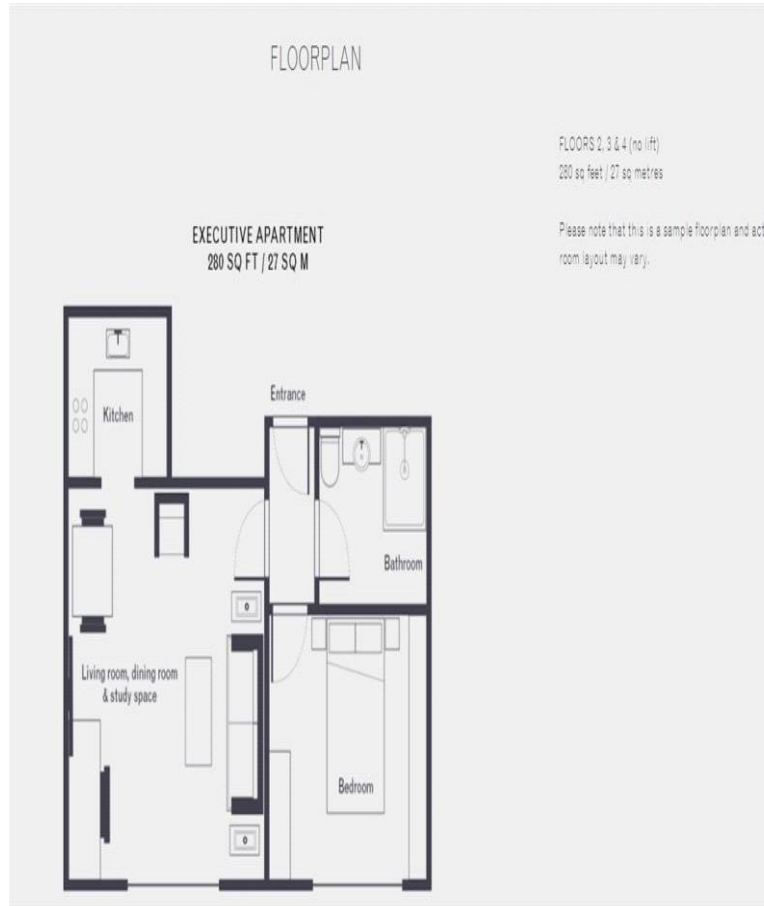 FLOORPLAN
FLOORS 2, 3 & 4 (no lift)
280 sq feet / 27 sq metres
Please note that this is a sample floorplan and act
room layout may vary.
EXECUTIVE APARTMENT
280 SQ FT / 27 SQ M
Entrance
Kitchen
Bathroom
Living room, dining room
& study space
Bedroom